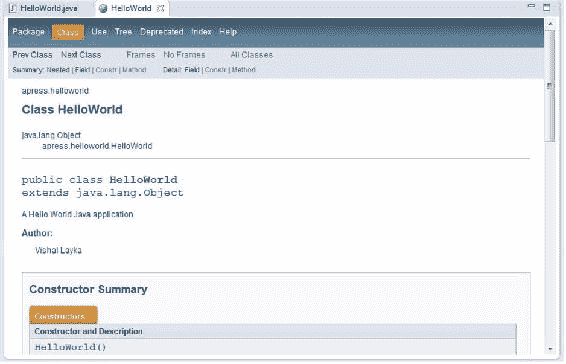 HelloWorld.java HelloWorld
Package Class Use Tree Deprecated Index Help
Prev Class Next Class Frames No Frames All Classes
Summary: Nested | Field | Constr | Method Detail: Field | Constr | Method
apress.helloworld
Class HelloWorld
java.lang.Object
apress.helloworld.HelloWorld
public class HelloWorld
extends java.lang.Object
A Hello World Java application
Author:
Vishal Layka
Constructor Summary
Constructors
Constructor and Description
HelloWorld()